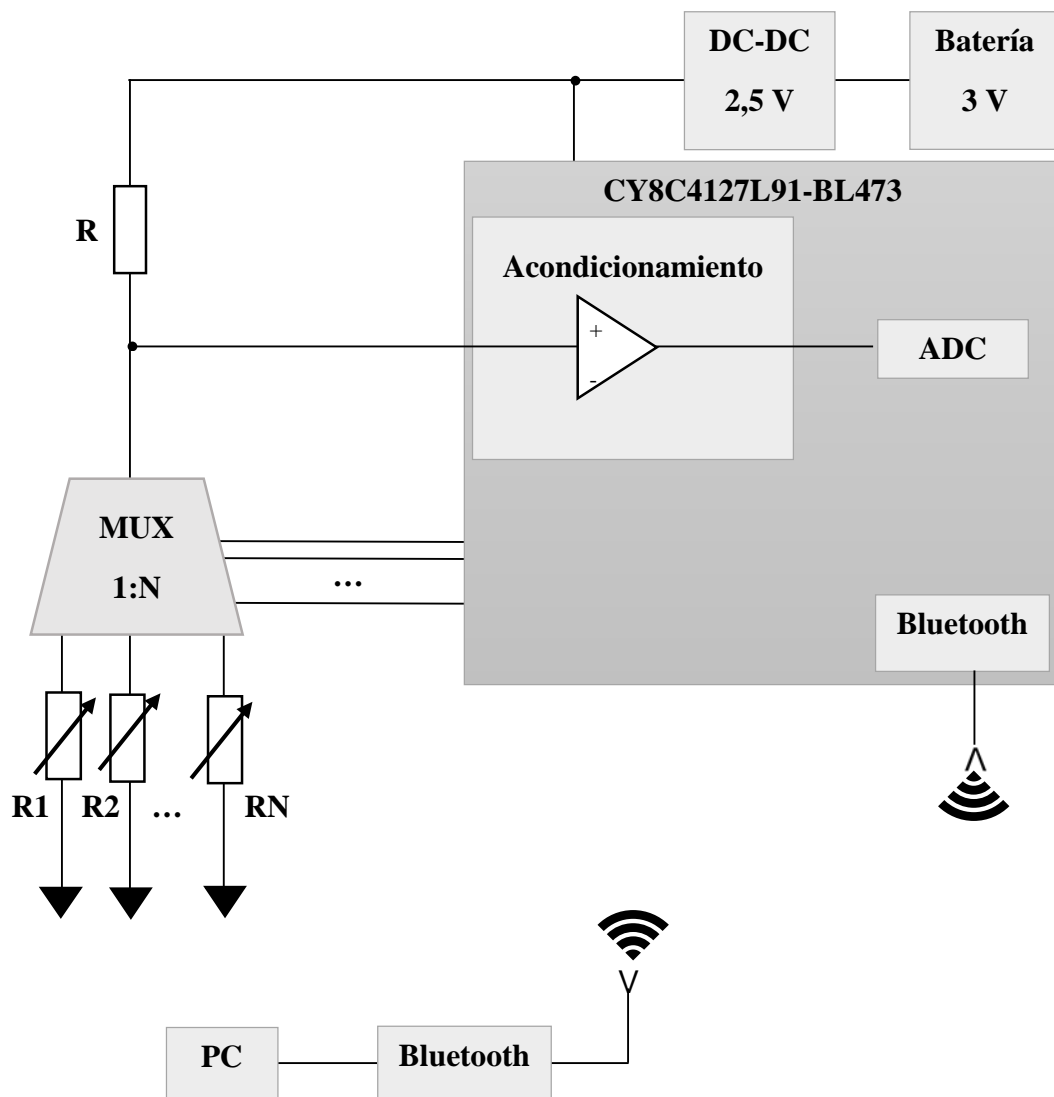 DC-DC
2,5 V
Batería
3 V
CY8C4127L91-BL473
R
Acondicionamiento
+
-
ADC
MUX
1:N
…
Bluetooth
R1
R2
…
RN
PC
Bluetooth